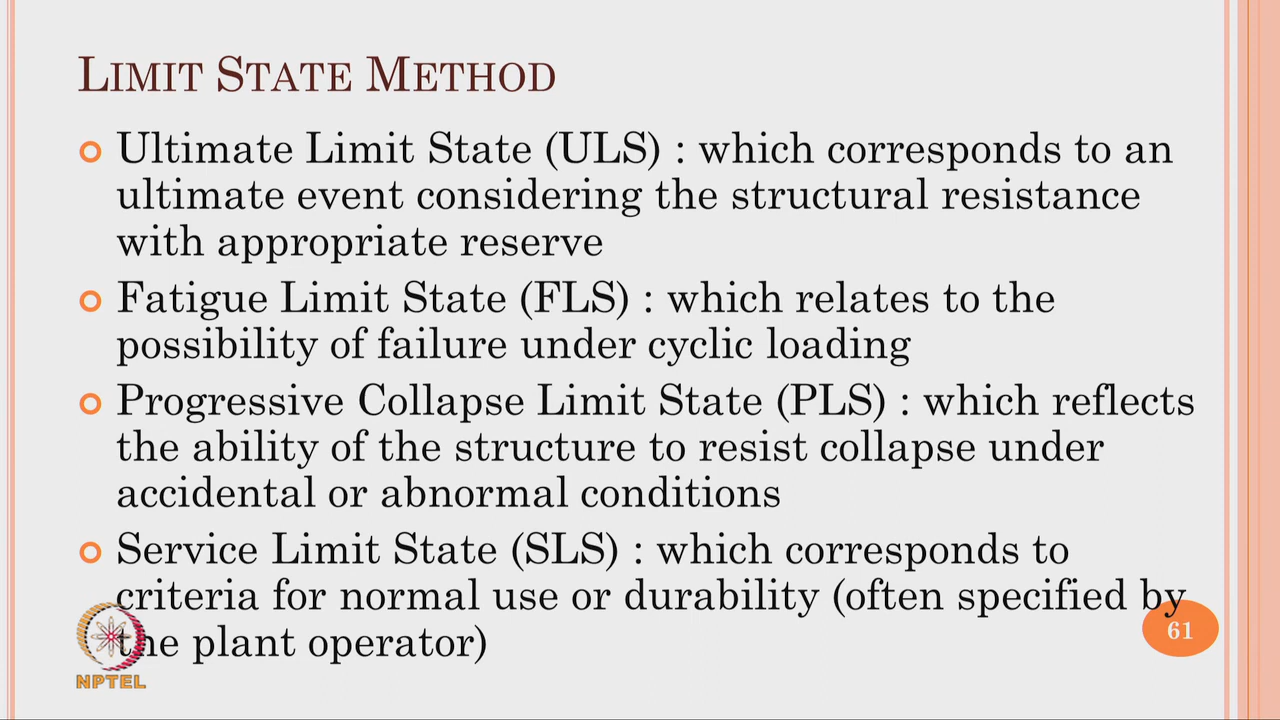 LIMIT STATE METHOD
Ultimate Limit State (ULS) : which corresponds to an
ultimate event considering the structural resistance
with appropriate reserve
Fatigue Limit State (FLS) : which relates to the
possibility of failure under cyclic loading
Progressive Collapse Limit State (PLS) : which reflects
the ability of the structure to resist collapse under
accidental or abnormal conditions
Service Limit State (SLS) : which corresponds to
criteria for normal use or durability (often specified by
the plant operator)
61
NPTEL